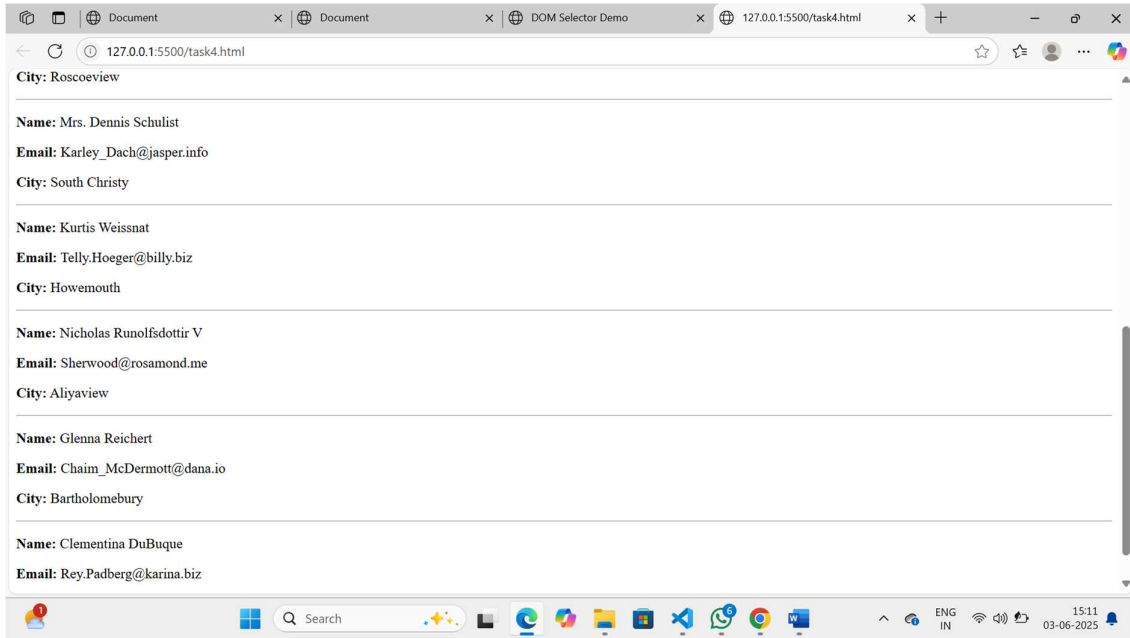 Document
Document
DOM Selector Demo
127.0.0.1:5500/task4.html
127.0.0.1:5500/task4.html
City: Roscoeview
Name: Mrs. Dennis Schulist
Email: Karley_Dach@jasper.info
City: South Christy
Name: Kurtis Weissnat
Email: Telly.Hoeger@billy.biz
City: Howemouth
Name: Nicholas Runolfsdottir V
Email: Sherwood@rosamond.me
City: Aliyaview
Name: Glenna Reichert
Email: Chaim_McDermott@dana.io
City: Bartholomebury
Name: Clementina DuBuque
Email: Rey.Padberg@karina.biz
1
Search
6
ENG
IN
15:11
03-06-2025